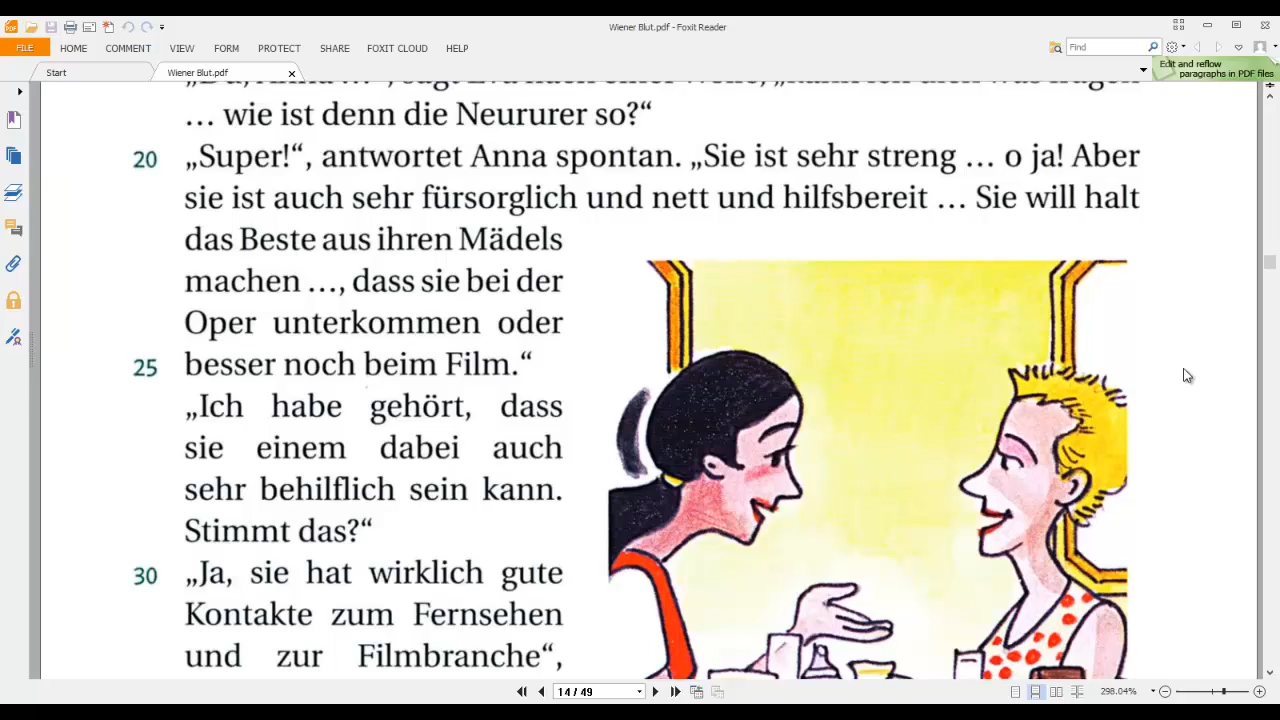 Wiener Blut.pdf - Foxit Reader
FILE HOME COMMENT VIEW FORM PROTECT SHARE FOXIT CLOUD HELP
Find
Start
Wiener Blut.pdf
Edit and reflow
paragraphs in PDF files
… wie ist denn die Neururer so?“
20 „Super!“, antwortet Anna spontan. „Sie ist sehr streng … o ja! Aber
sie ist auch sehr fürsorglich und nett und hilfsbereit … Sie will halt
das Beste aus ihren Mädels
machen …, dass sie bei der
Oper unterkommen oder
25 besser noch beim Film.“
„Ich habe gehört, dass
sie einem dabei auch
sehr behilflich sein kann.
Stimmt das?“
30 „Ja, sie hat wirklich gute
Kontakte zum Fernsehen
und zur Filmbranche“,
14 / 49
298.04%